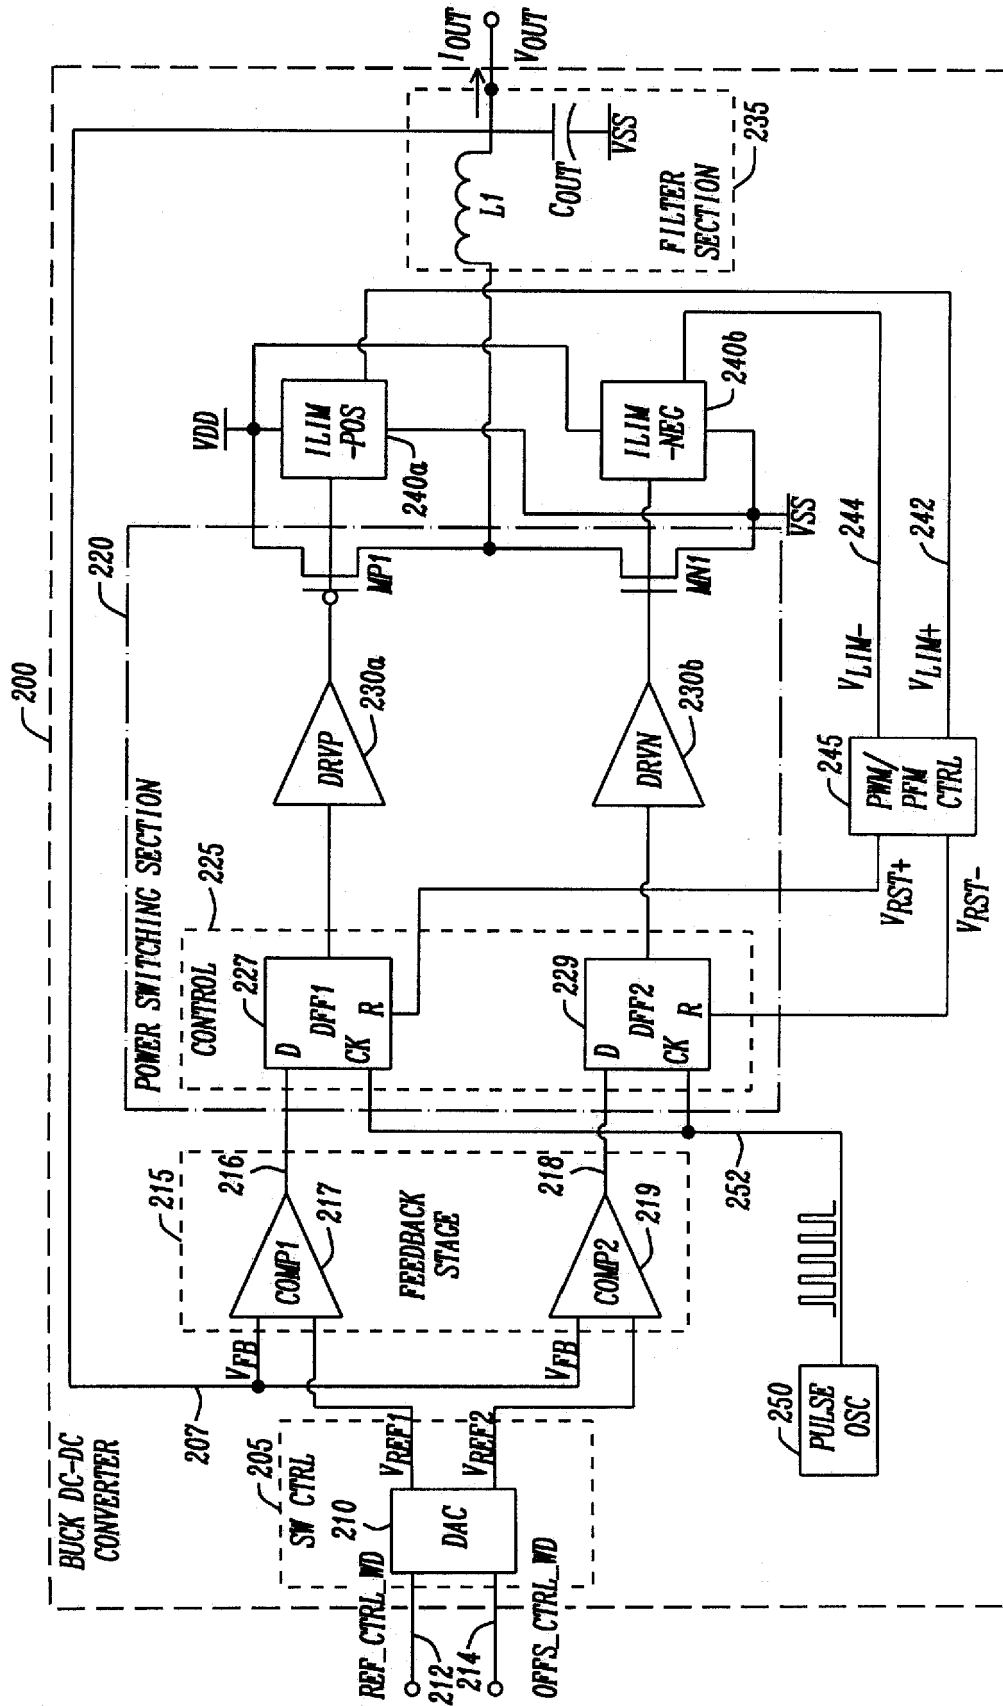 200
BUCK DC-DC
CONVERTER
207
205
SW CTRL
210
DAC
REF_CTRL_WD
212
214
OFFS_CTRL_WD
VREF1
VREF2
VFB
VFB
215
216
COMP1
217
FEEDBACK
STAGE
218
COMP2
219
220
POWER SWITCHING SECTION
225
CONTROL
227
D
DFF1
CK
R
229
D
DFF2
CK
R
DRVP
230a
DRVN
230b
MP1
MN1
VDD
ILIM
-POS
240a
ILIM
-NEG
240b
VSS
L1
COUT
VSS
FILTER
SECTION
235
IOUT
VOUT
250
PULSE
OSC
252
VRST+
VRST-
245
PWM/
PFM
CTRL
VLIM-
244
VLIM+
242